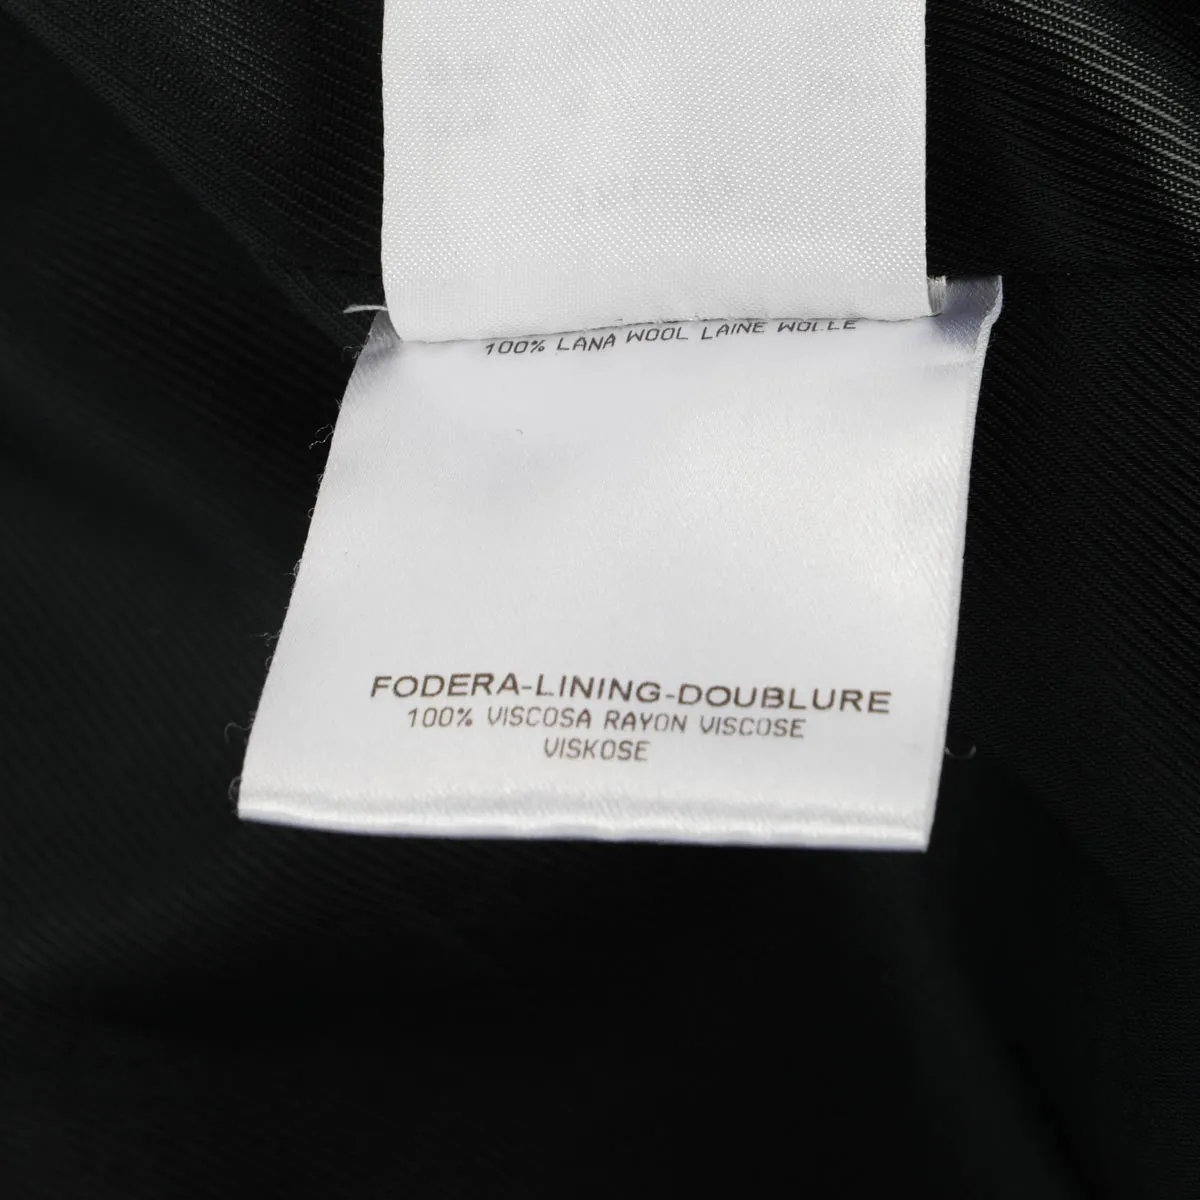 100% LANA WOOL LAINE WOLLE
FODERA-LINING-DOUBLURE
100% VISCOSA RAYON VISCOSE
VISKOSE